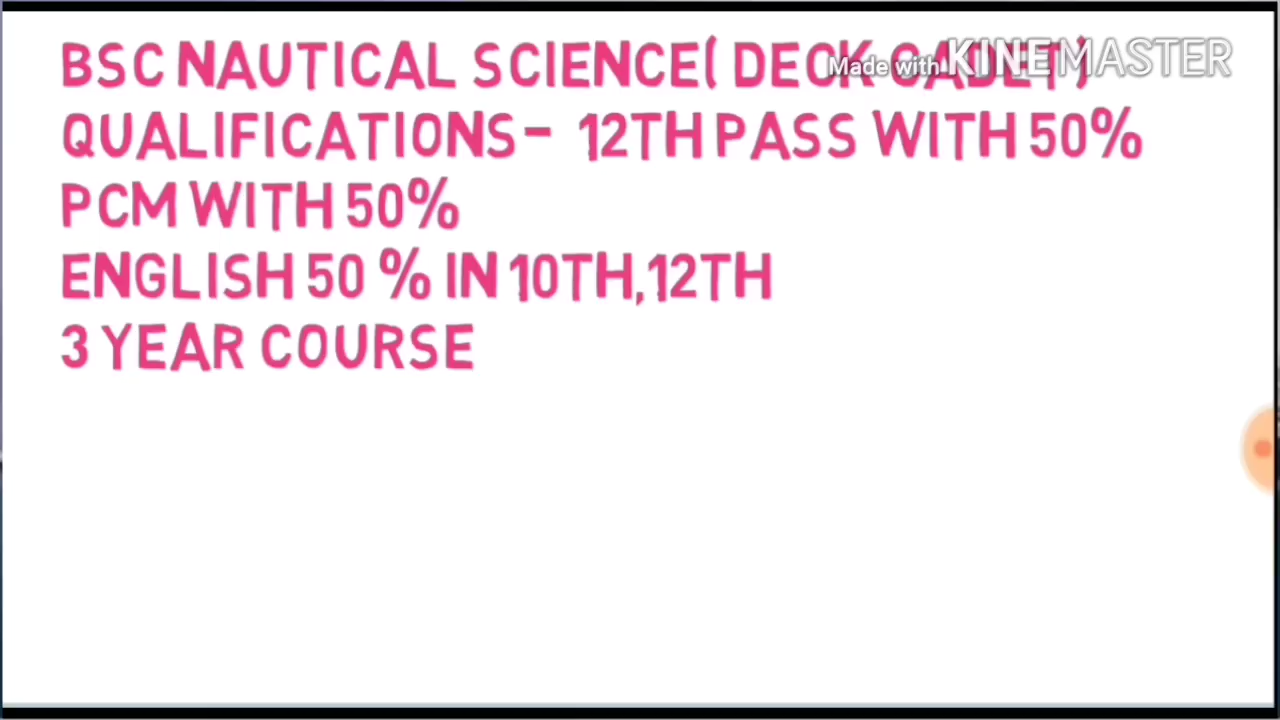 BSC NAUTICAL SCIENCE( DECK CADET)
Made with KINEMASTER
QUALIFICATIONS- 12TH PASS WITH 50%
PCM WITH 50%
ENGLISH 50 % IN 10TH,12TH
3 YEAR COURSE